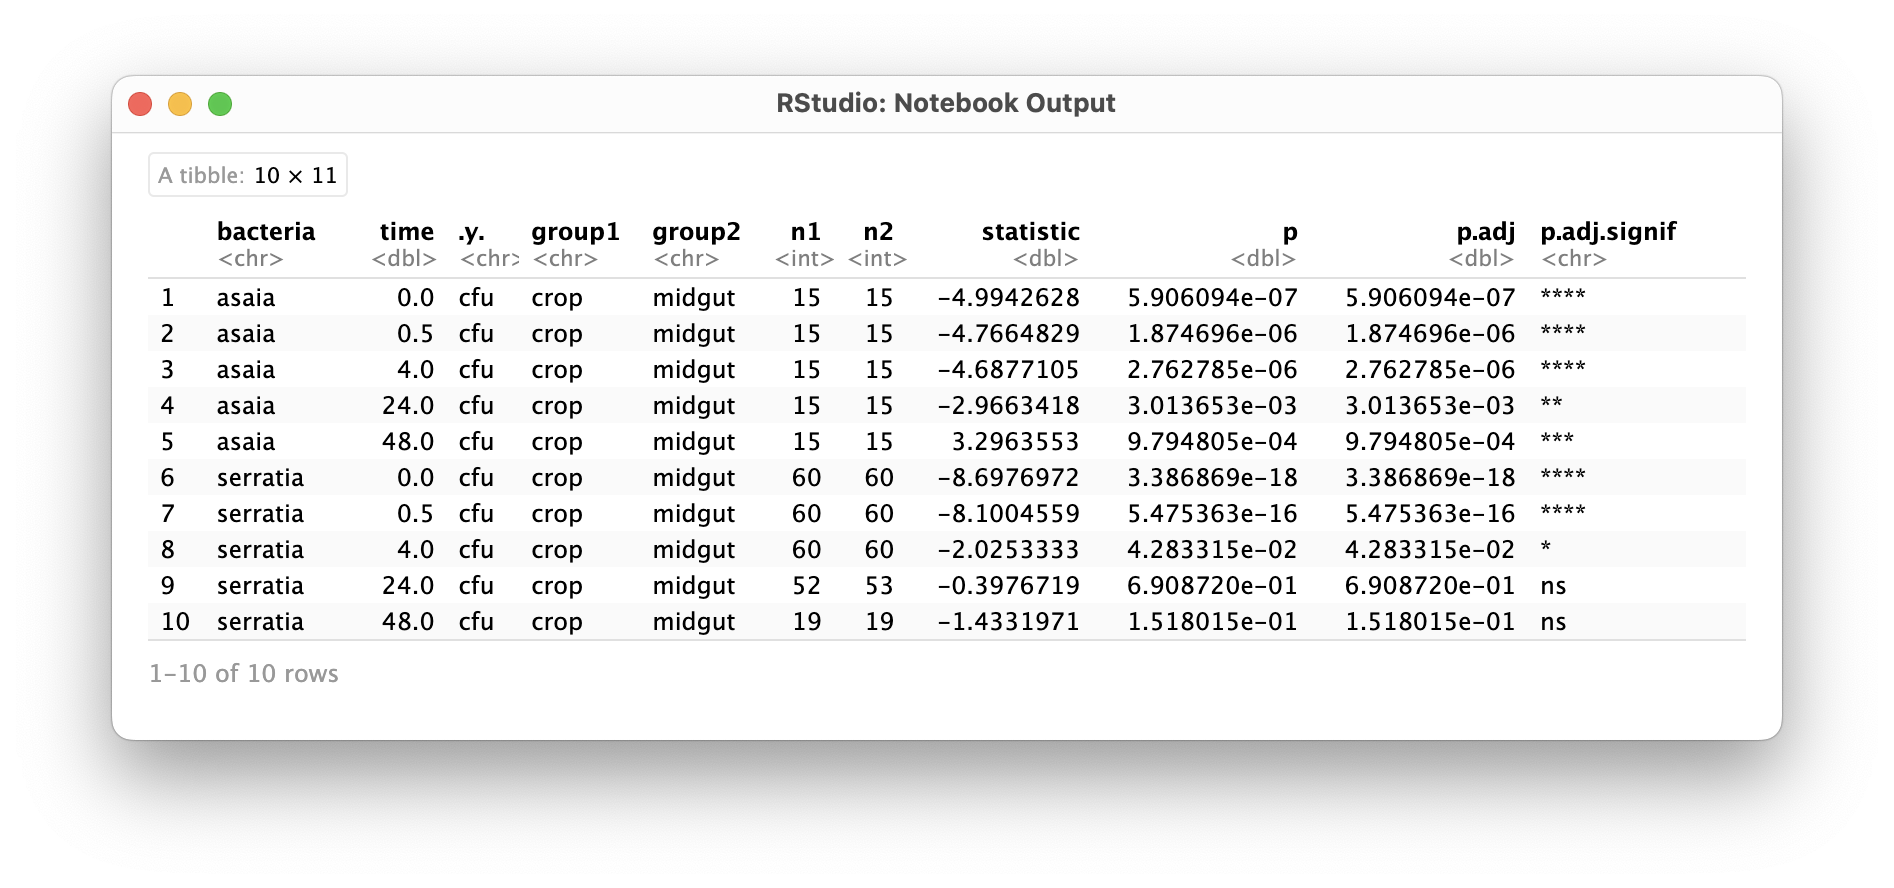 RStudio: Notebook Output
A tibble: 10 × 11
bacteria time .y. group1 group2 n1 n2 statistic p p.adj p.adj.signif
<chr> <dbl> <chr> <chr> <chr> <int> <int> <dbl> <dbl> <dbl> <chr>
1 asaia 0.0 cfu crop midgut 15 15 −4.9942628 5.906094e−07 5.906094e−07 ****
2 asaia 0.5 cfu crop midgut 15 15 −4.7664829 1.874696e−06 1.874696e−06 ****
3 asaia 4.0 cfu crop midgut 15 15 −4.6877105 2.762785e−06 2.762785e−06 ****
4 asaia 24.0 cfu crop midgut 15 15 −2.9663418 3.013653e−03 3.013653e−03 **
5 asaia 48.0 cfu crop midgut 15 15 3.2963553 9.794805e−04 9.794805e−04 ***
6 serratia 0.0 cfu crop midgut 60 60 −8.6976972 3.386869e−18 3.386869e−18 ****
7 serratia 0.5 cfu crop midgut 60 60 −8.1004559 5.475363e−16 5.475363e−16 ****
8 serratia 4.0 cfu crop midgut 60 60 −2.0253333 4.283315e−02 4.283315e−02 *
9 serratia 24.0 cfu crop midgut 52 53 −0.3976719 6.908720e−01 6.908720e−01 ns
10 serratia 48.0 cfu crop midgut 19 19 −1.4331971 1.518015e−01 1.518015e−01 ns
1−10 of 10 rows